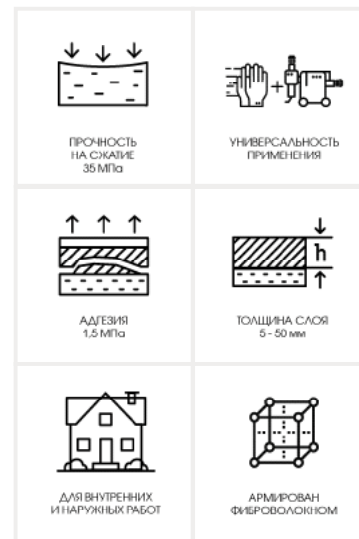 ПРОЧНОСТЬ
НА СЖАТИЕ
35 МПа
УНИВЕРСАЛЬНОСТЬ
ПРИМЕНЕНИЯ
АДГЕЗИЯ
1,5 МПа
h
ТОЛЩИНА СЛОЯ
5 - 50 мм
ДЛЯ ВНУТРЕННИХ
И НАРУЖНЫХ РАБОТ
АРМИРОВАН
ФИБРОВОЛОКНОМ